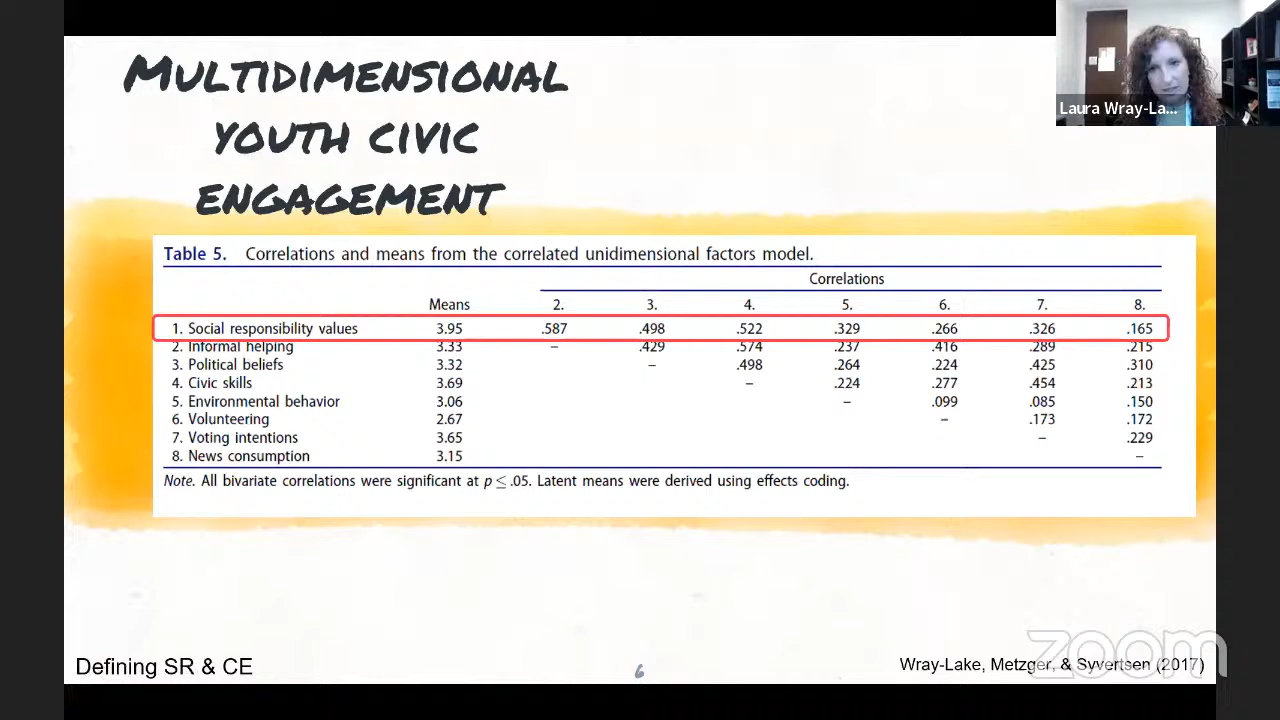 MULTIDIMENSIONAL
YOUTH CIVIC
ENGAGEMENT
Laura Wray-La...
Table 5. Correlations and means from the correlated unidimensional factors model.
Correlations
Means 2. 3. 4. 5. 6. 7. 8.
1. Social responsibility values 3.95 .587 .498 .522 .329 .266 .326 .165
2. Informal helping 3.33 – .429 .574 .237 .416 .289 .215
3. Political beliefs 3.32 – .498 .264 .224 .425 .310
4. Civic skills 3.69 – .224 .277 .454 .213
5. Environmental behavior 3.06 – .099 .085 .150
6. Volunteering 2.67 – .173 .172
7. Voting intentions 3.65 – .229
8. News consumption 3.15 –
Note. All bivariate correlations were significant at p ≤ .05. Latent means were derived using effects coding.
Defining SR & CE
6
Wray-Lake, Metzger, & Syvertsen (2017)
zoom